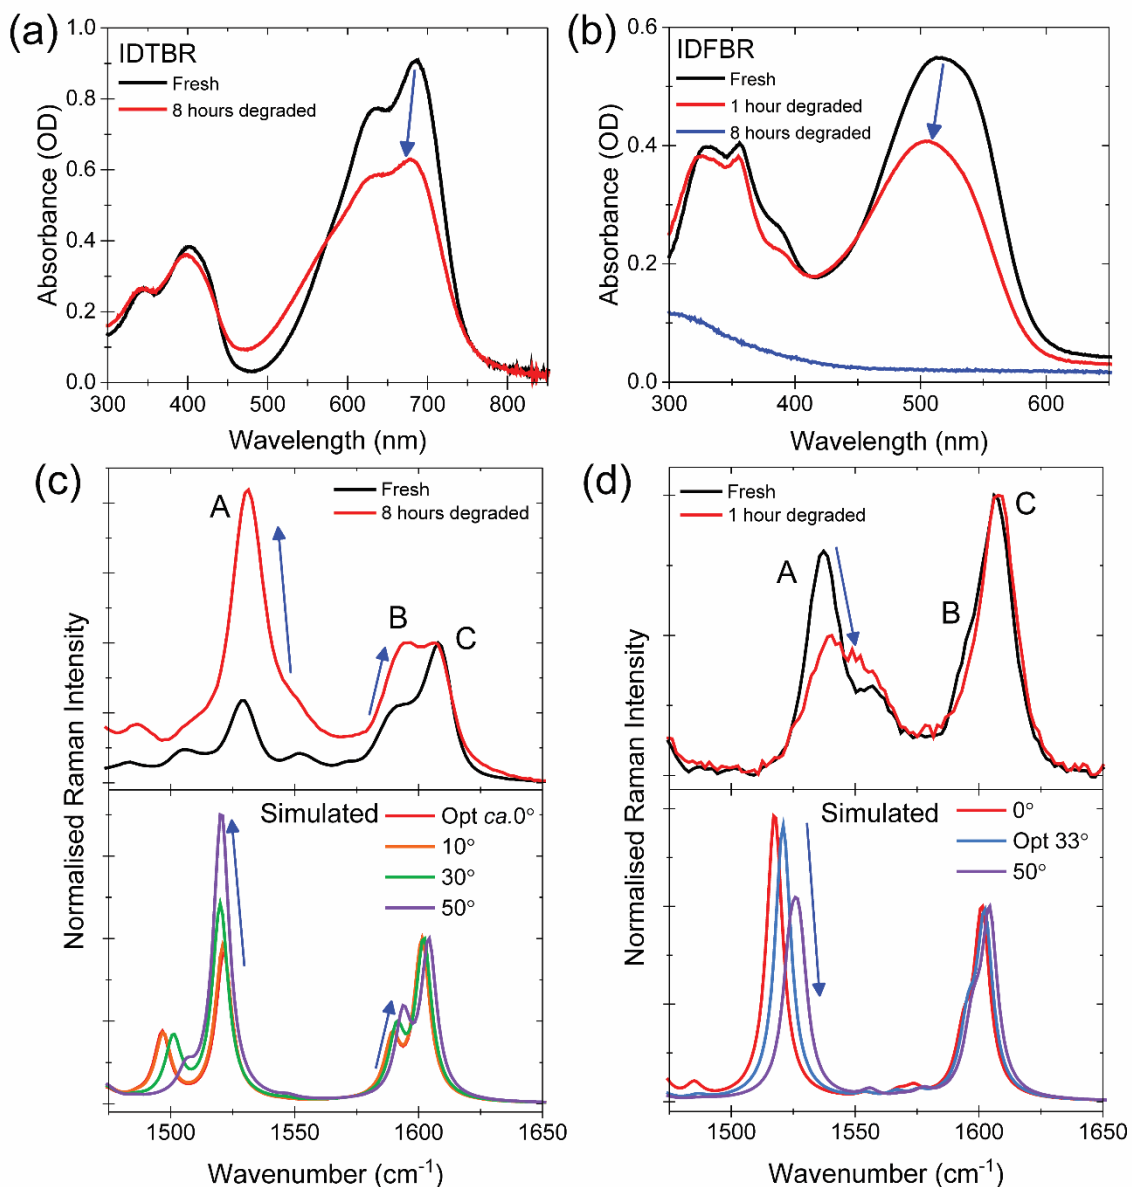 (a)
IDTBR
Fresh
8 hours degraded
Absorbance (OD)
1.0
0.8
0.6
0.4
0.2
0.0
300 400 500 600 700 800
Wavelength (nm)
(b)
IDFBR
Fresh
1 hour degraded
8 hours degraded
Absorbance (OD)
0.6
0.4
0.2
0.0
300 400 500 600
Wavelength (nm)
(c)
Fresh
8 hours degraded
A
B
C
Normalised Raman Intensity
Simulated
Opt ca.0°
10°
30°
50°
1500 1550 1600 1650
Wavenumber (cm⁻¹)
(d)
Fresh
1 hour degraded
A
B
C
Normalised Raman Intensity
Simulated
0°
Opt 33°
50°
1500 1550 1600 1650
Wavenumber (cm⁻¹)